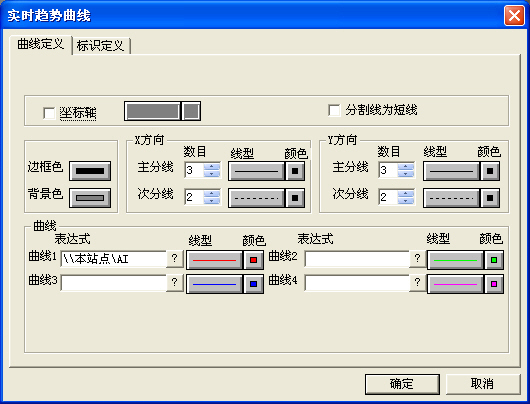 实时趋势曲线
曲线定义 标识定义
坐标轴 分割线为短线
边框色
背景色
X方向
数目 线型 颜色
主分线 3
次分线 2
Y方向
数目 线型 颜色
主分线 3
次分线 2
曲线
表达式 线型 颜色 表达式 线型 颜色
曲线1 \\本站点\AI ? 曲线2 ?
曲线3 ? 曲线4 ?
确定 取消